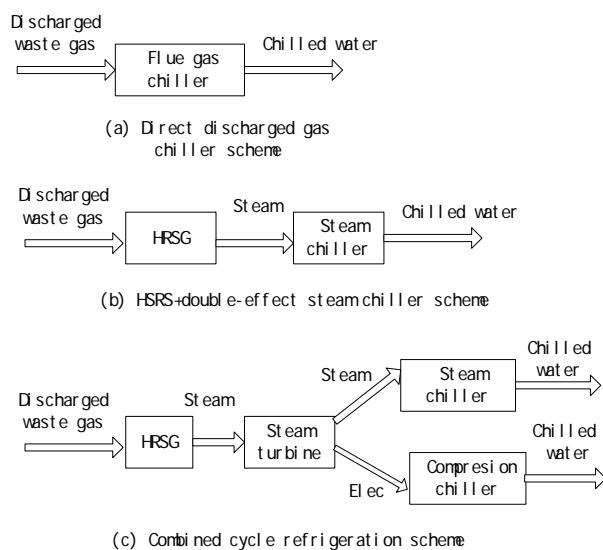 Discharged
waste gas
Flue gas
chiller
Chilled water
(a) Direct discharged gas
chiller scheme
Discharged
waste gas
HRSG
Steam
Steam
chiller
Chilled water
(b) HSRS+double-effect steam chiller scheme
Discharged
waste gas
HRSG
Steam
Steam
turbine
Steam
Steam
chiller
Chilled
water
Elec
Compresion
chiller
Chilled
water
(c) Combined cycle refrigeration scheme